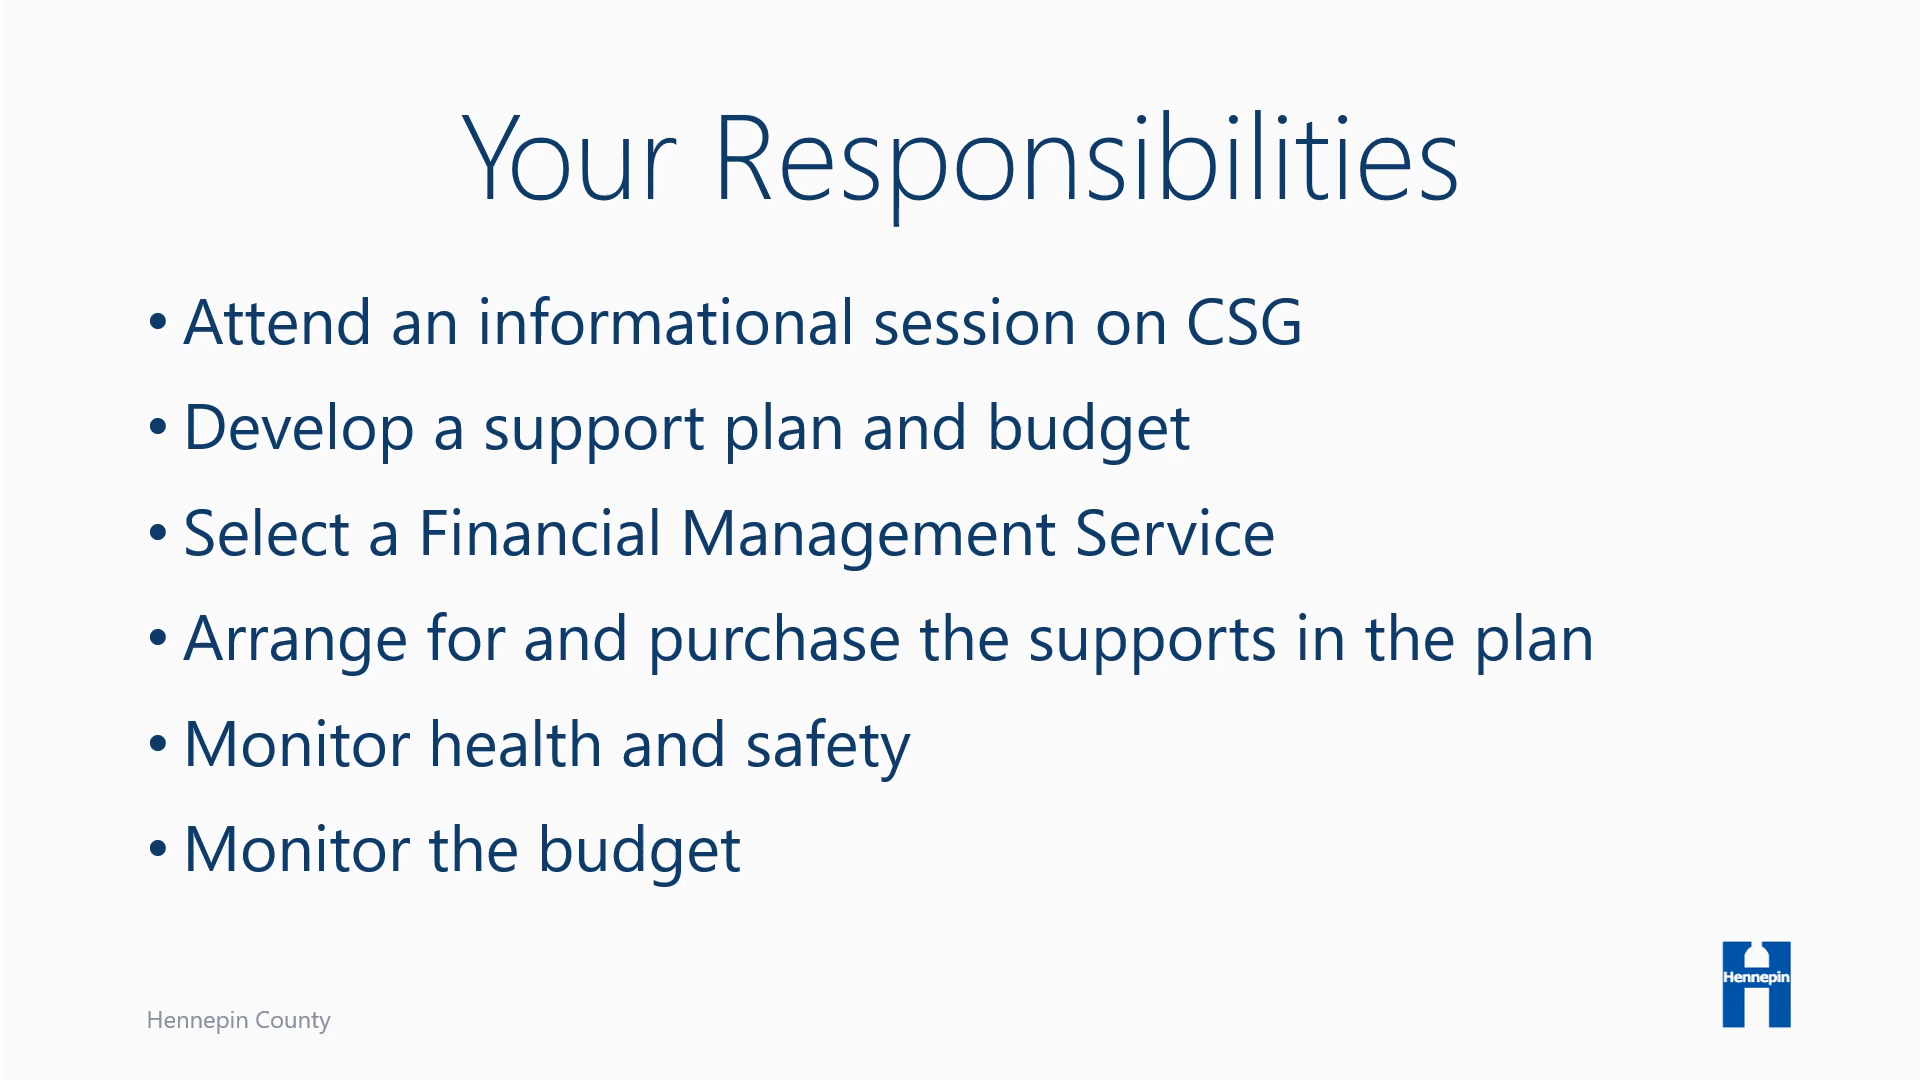 Your Responsibilities
• Attend an informational session on CSG
• Develop a support plan and budget
• Select a Financial Management Service
• Arrange for and purchase the supports in the plan
• Monitor health and safety
• Monitor the budget
Hennepin
Hennepin County